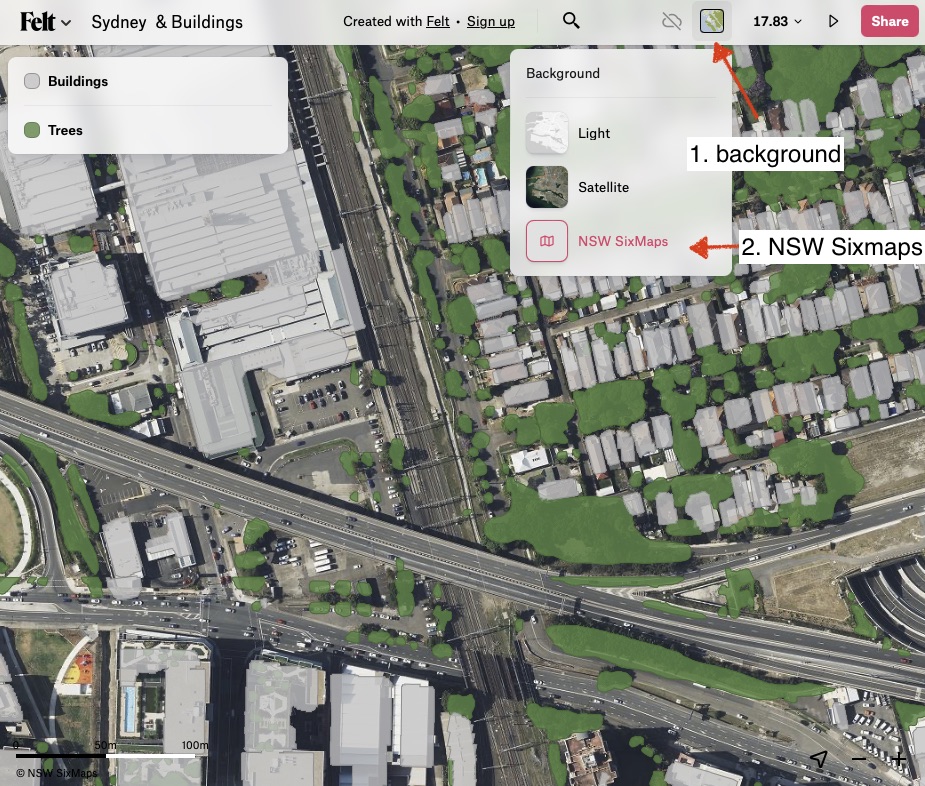 Felt
Sydney & Buildings
Created with Felt • Sign up
17.83
Share
Buildings
Trees
Background
Light
Satellite
NSW SixMaps
1. background
2. NSW Sixmaps
0 50m 100m
© NSW SixMaps